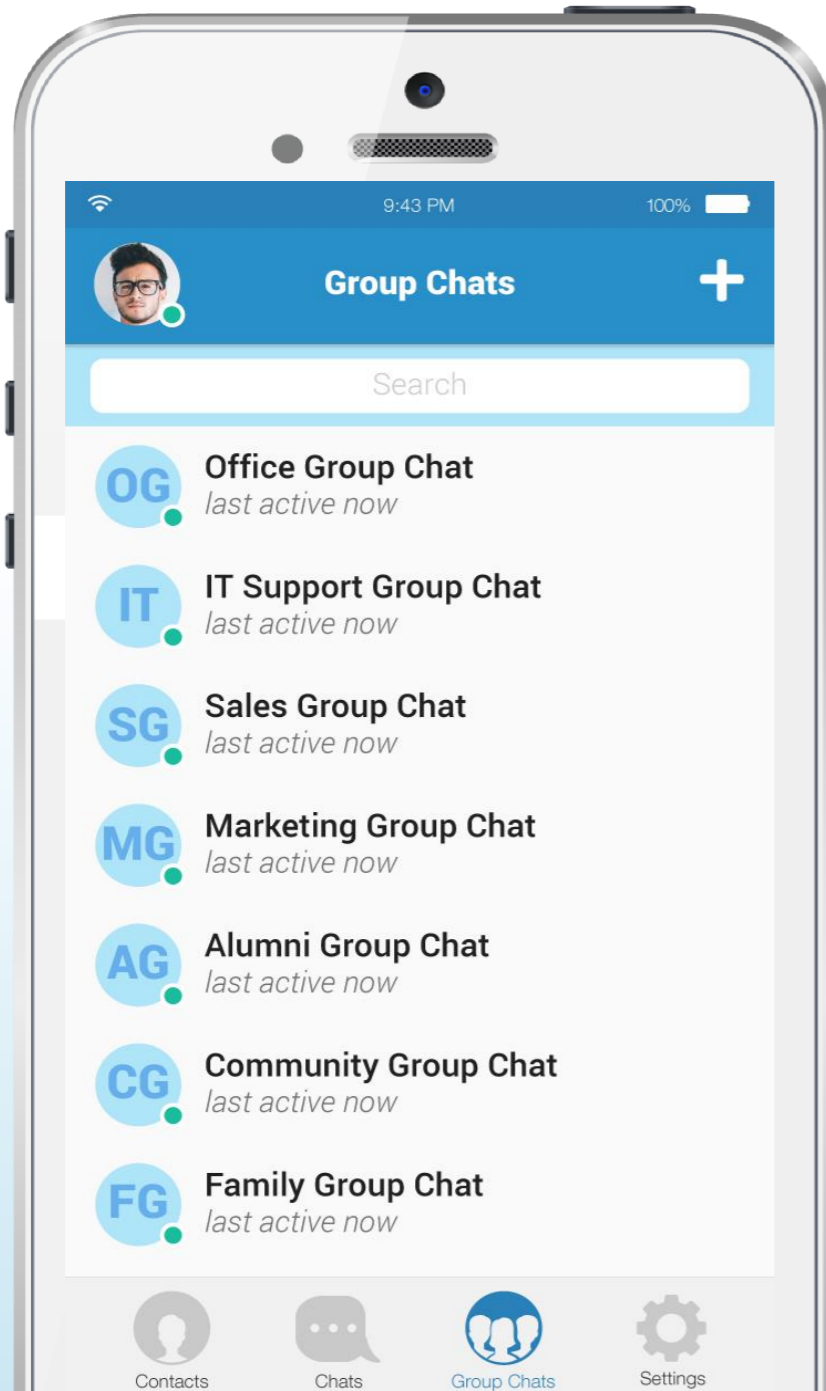 9:43 PM 100%
Group Chats
Search
OG
Office Group Chat
last active now
IT
IT Support Group Chat
last active now
SG
Sales Group Chat
last active now
MG
Marketing Group Chat
last active now
AG
Alumni Group Chat
last active now
CG
Community Group Chat
last active now
FG
Family Group Chat
last active now
Contacts Chats Group Chats Settings